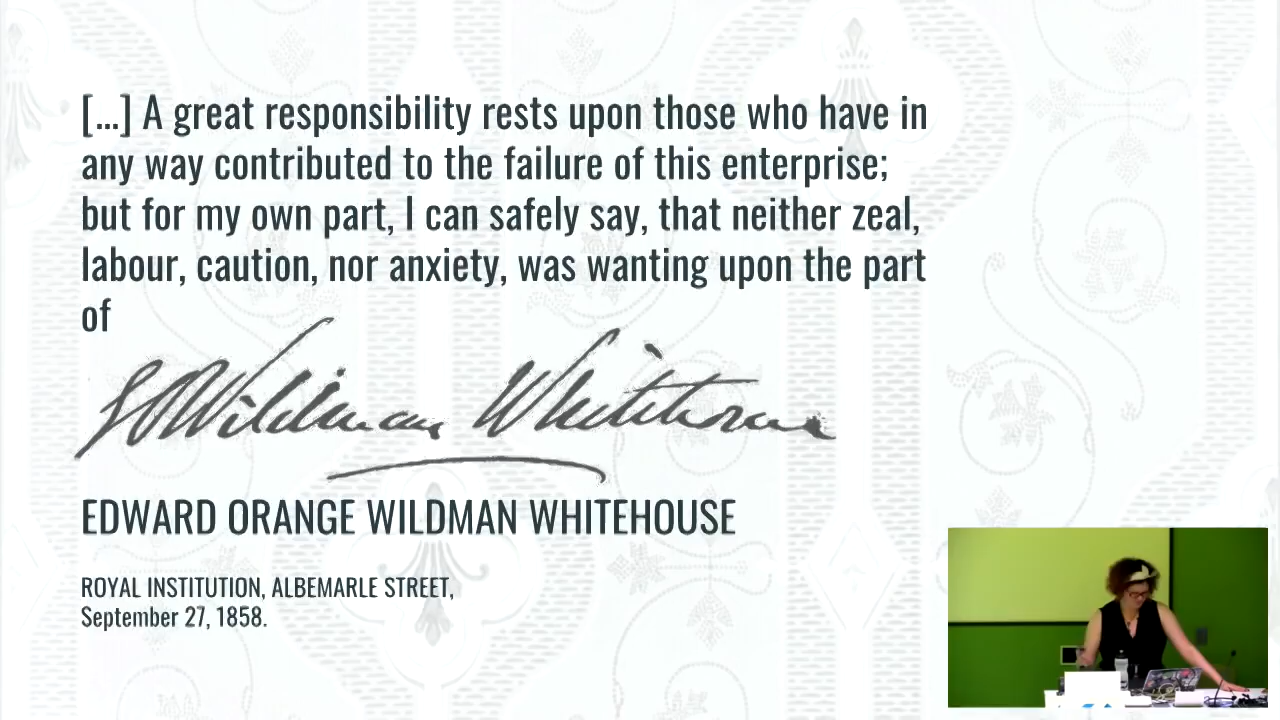 [...] A great responsibility rests upon those who have in
any way contributed to the failure of this enterprise;
but for my own part, I can safely say, that neither zeal,
labour, caution, nor anxiety, was wanting upon the part
of
EOWildman Whitehouse
EDWARD ORANGE WILDMAN WHITEHOUSE
ROYAL INSTITUTION, ALBEMARLE STREET,
September 27, 1858.